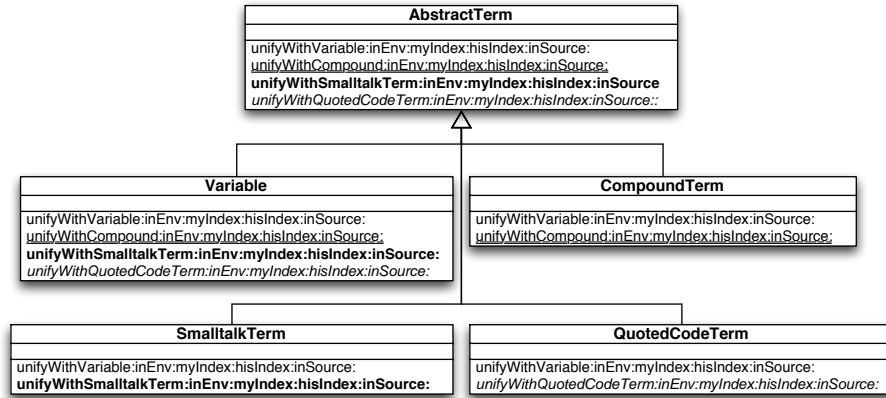 AbstractTerm
unifyWithVariable:inEnv:myIndex:hisIndex:inSource:
unifyWithCompound:inEnv:myIndex:hisIndex:inSource:
unifyWithSmalltalkTerm:inEnv:myIndex:hisIndex:inSource
unifyWithQuotedCodeTerm:inEnv:myIndex:hisIndex:inSource::
Variable
unifyWithVariable:inEnv:myIndex:hisIndex:inSource:
unifyWithCompound:inEnv:myIndex:hisIndex:inSource:
unifyWithSmalltalkTerm:inEnv:myIndex:hisIndex:inSource:
unifyWithQuotedCodeTerm:inEnv:myIndex:hisIndex:inSource:
CompoundTerm
unifyWithVariable:inEnv:myIndex:hisIndex:inSource:
unifyWithCompound:inEnv:myIndex:hisIndex:inSource:
SmalltalkTerm
unifyWithVariable:inEnv:myIndex:hisIndex:inSource:
unifyWithSmalltalkTerm:inEnv:myIndex:hisIndex:inSource:
QuotedCodeTerm
unifyWithVariable:inEnv:myIndex:hisIndex:inSource:
unifyWithQuotedCodeTerm:inEnv:myIndex:hisIndex:inSource: